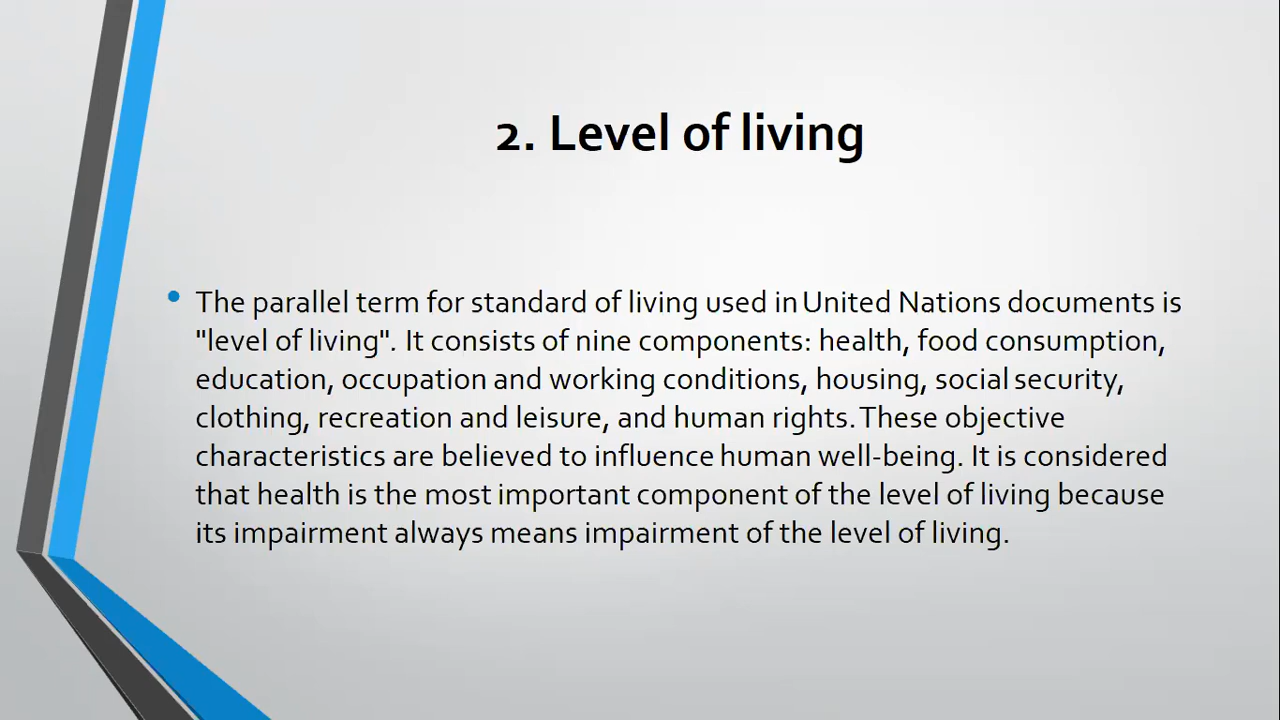 2. Level of living
• The parallel term for standard of living used in United Nations documents is
"level of living". It consists of nine components: health, food consumption,
education, occupation and working conditions, housing, social security,
clothing, recreation and leisure, and human rights. These objective
characteristics are believed to influence human well-being. It is considered
that health is the most important component of the level of living because
its impairment always means impairment of the level of living.